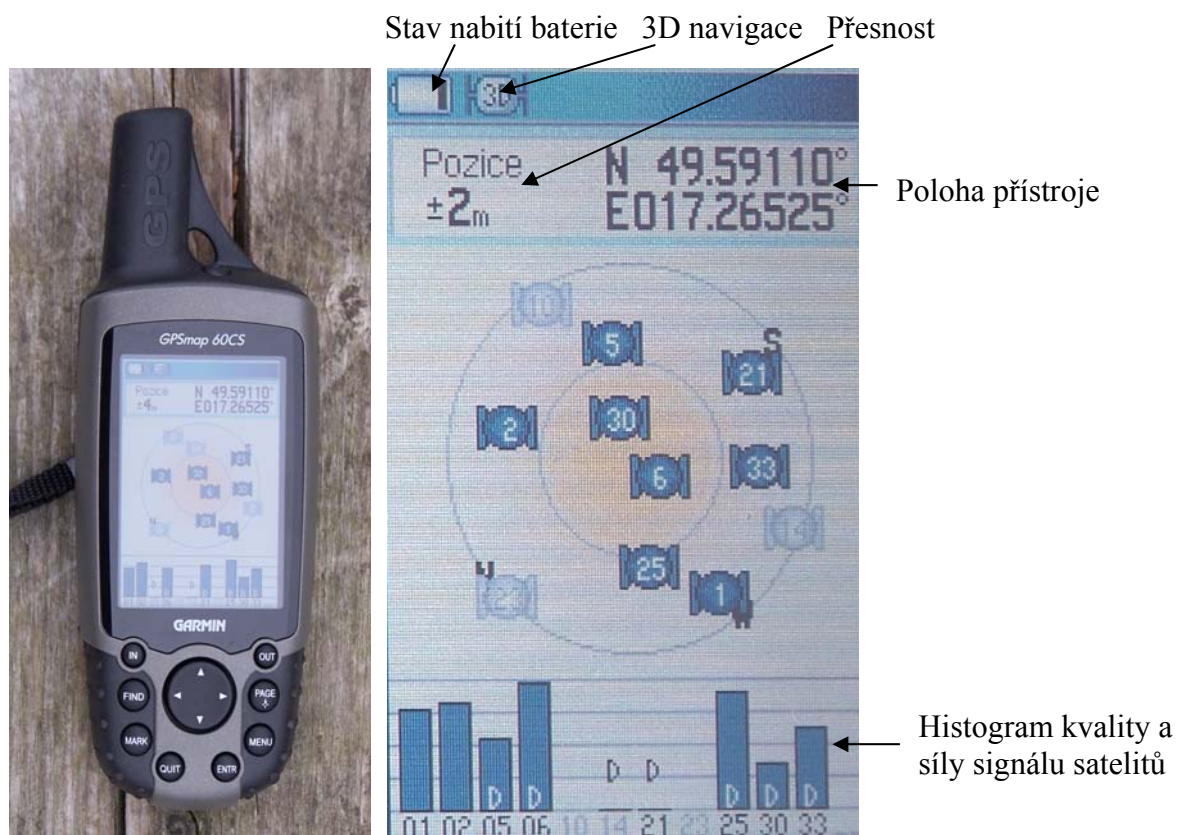 Stav nabití baterie 3D navigace Přesnost
GPS
GPSmap 60CS
Pozice N 49.59110°
±4m E017.26525°
GARMIN
IN OUT
FIND PAGE
MARK MENU
QUIT ENTR
3D
Pozice N 49.59110°
±2m E017.26525°
Poloha přístroje
10
5
S
21
2
30
33
6
14
25
23
1
Histogram kvality a
síly signálu satelitů
D D
D D D D D
01 02 05 06 10 14 21 23 25 30 33